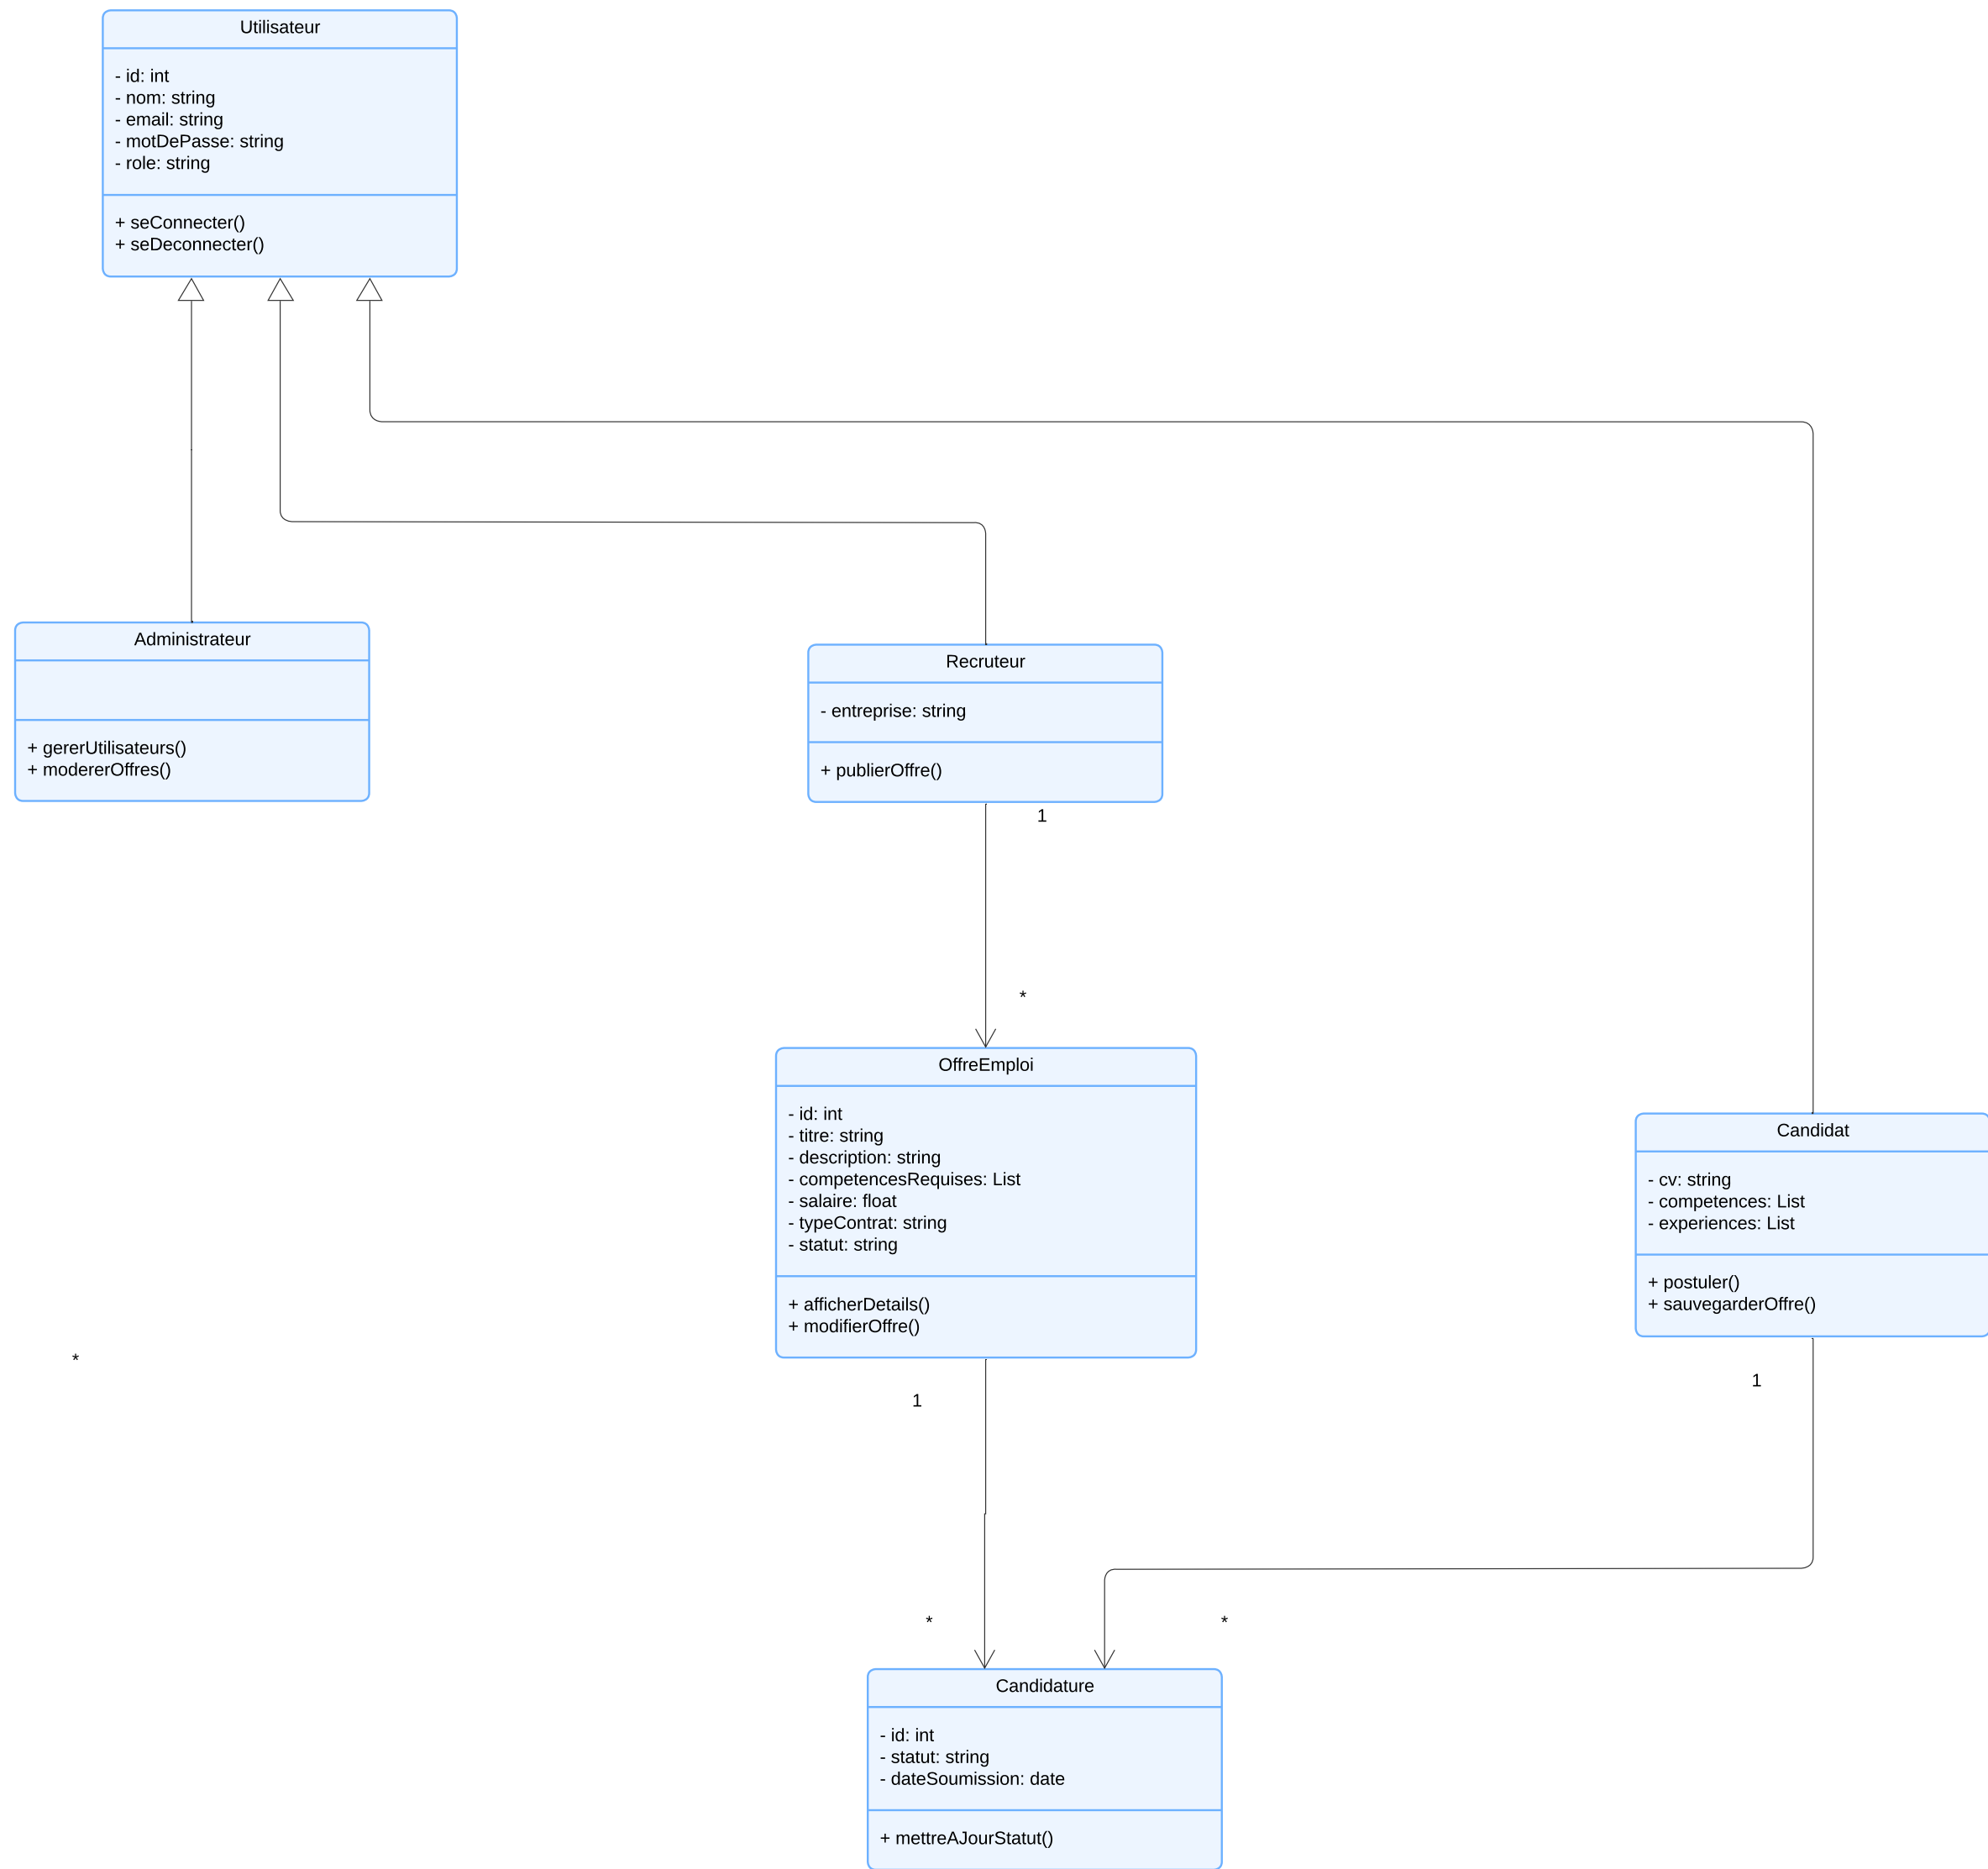 Utilisateur
- id: int
- nom: string
- email: string
- motDePasse: string
- role: string
+ seConnecter()
+ seDeconnecter()
Administrateur
+ gererUtilisateurs()
+ modererOffres()
Recruteur
- entreprise: string
+ publierOffre()
1
*
OffreEmploi
- id: int
- titre: string
- description: string
- competencesRequises: List
- salaire: float
- typeContrat: string
- statut: string
+ afficherDetails()
+ modifierOffre()
Candidat
- cv: string
- competences: List
- experiences: List
+ postuler()
+ sauvegarderOffre()
*
1
1
*
*
Candidature
- id: int
- statut: string
- dateSoumission: date
+ mettreAJourStatut()